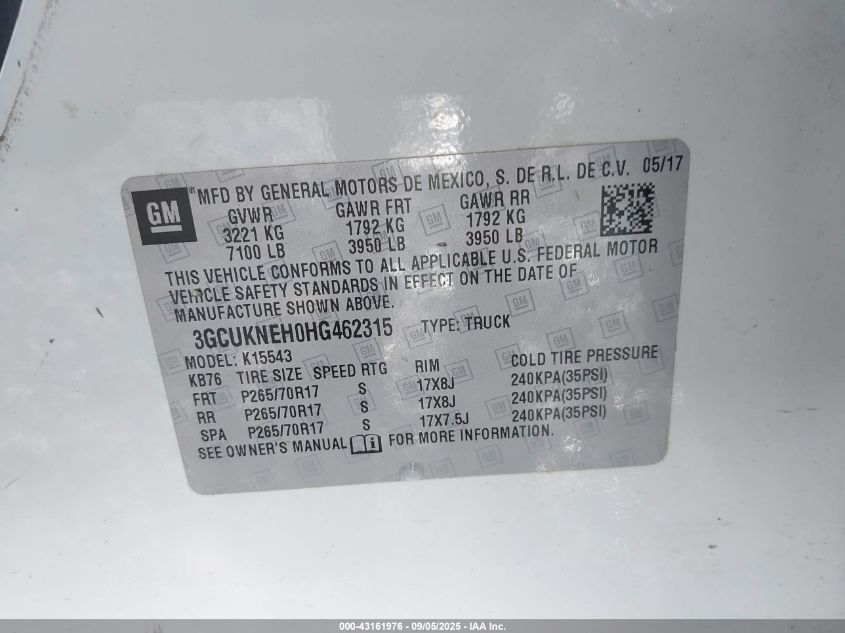 GM ® MFD BY GENERAL MOTORS DE MEXICO, S. DE R.L. DE C.V. 05/17
GVWR GAWR FRT GAWR RR
3221 KG 1792 KG 1792 KG
7100 LB 3950 LB 3950 LB
THIS VEHICLE CONFORMS TO ALL APPLICABLE U.S. FEDERAL MOTOR
VEHICLE SAFETY STANDARDS IN EFFECT ON THE DATE OF
MANUFACTURE SHOWN ABOVE.
3GCUKNEH0HG462315 TYPE: TRUCK
MODEL: K15543
KB76 TIRE SIZE SPEED RTG RIM COLD TIRE PRESSURE
FRT P265/70R17 S 17X8J 240KPA(35PSI)
RR P265/70R17 S 17X8J 240KPA(35PSI)
SPA P265/70R17 S 17X7.5J 240KPA(35PSI)
SEE OWNER'S MANUAL FOR MORE INFORMATION.
000-43161976 - 09/05/2025 - IAA Inc.